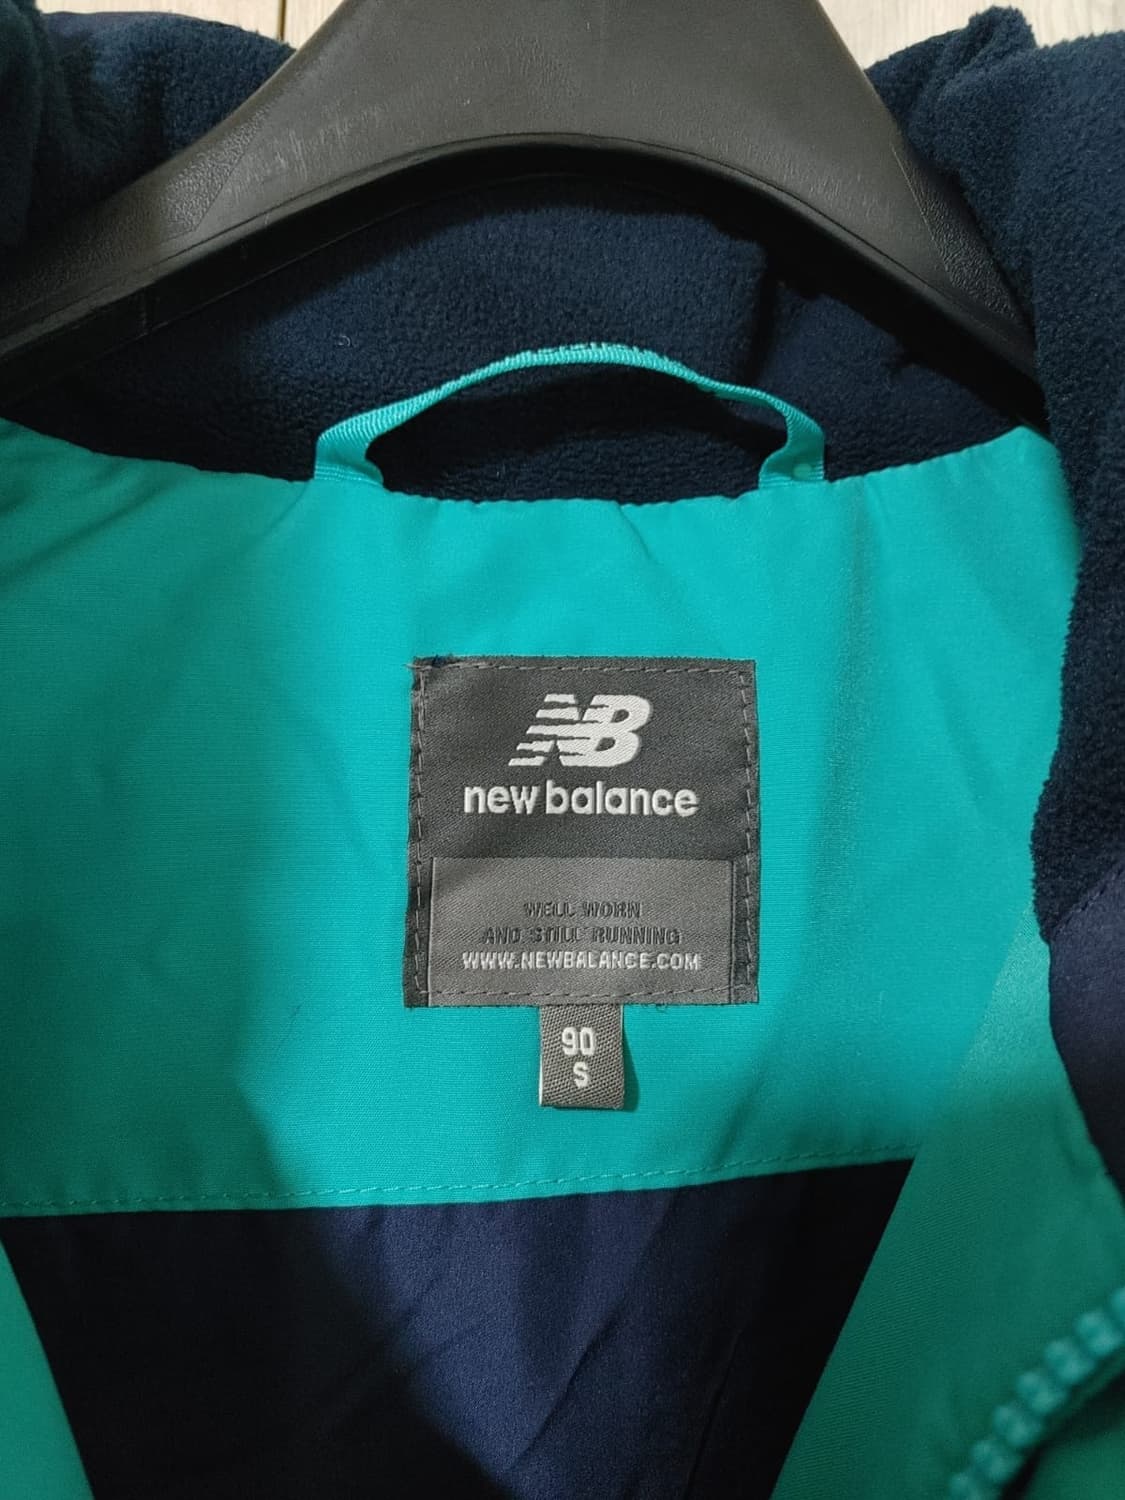 NB
new balance
WELL WORN
AND STILL RUNNING
WWW.NEWBALANCE.COM
90
S